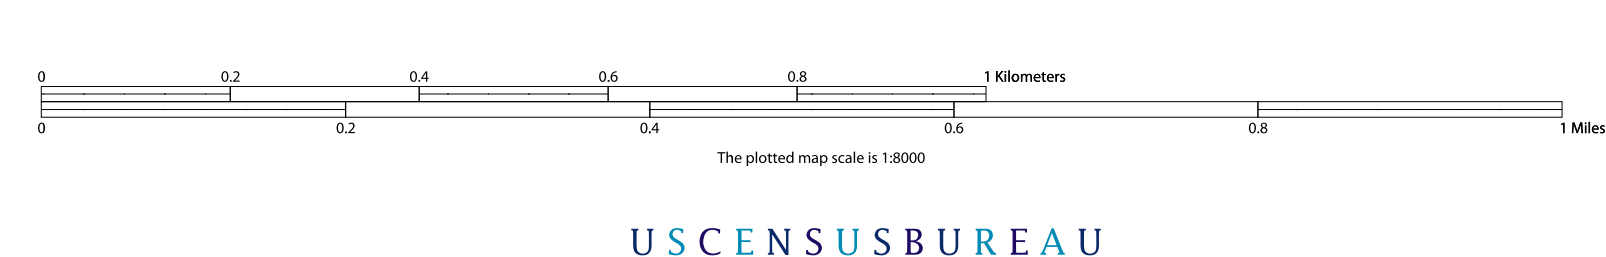 0 0.2 0.4 0.6 0.8 1 Kilometers
0 0.2 0.4 0.6 0.8 1 Miles
The plotted map scale is 1:8000
USCENSUSBUREAU